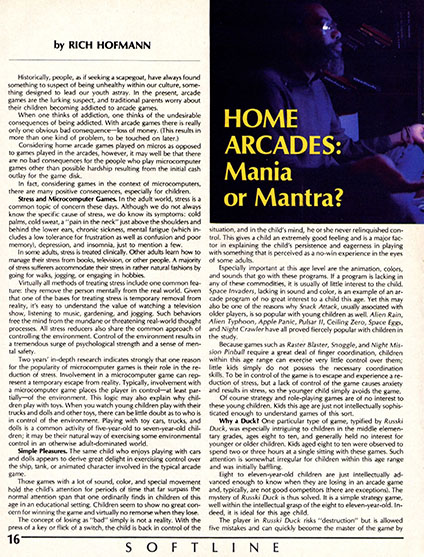 by RICH HOFMANN
HOME
ARCADES:
Mania
or Mantra?
Historically, people, as if seeking a scapegoat, have always found
something to suspect of being unhealthy within our culture, some-
thing designed to lead our youth astray. In the present, arcade
games are the lurking suspect, and traditional parents worry about
their children becoming addicted to arcade games.
When one thinks of addiction, one thinks of the undesirable
consequences of being addicted. With arcade games there is really
only one obvious bad consequence—loss of money. (This results in
more than one kind of problem, to be touched on later.)
Considering home arcade games played on micros as opposed
to games played in the arcades, however, it may well be that there
are no bad consequences for the people who play microcomputer
games other than possible hardship resulting from the initial cash
outlay for the game disk.
In fact, considering games in the context of microcomputers,
there are many positive consequences, especially for children.
Stress and Microcomputer Games. In the adult world, stress is a
common topic of concern these days. Although we do not always
know the specific cause of stress, we do know its symptoms: cold
palms, cold sweat, a "pain in the neck" just above the shoulders and
behind the lower ears, chronic sickness, mental fatigue (which in-
cludes a low tolerance for frustration as well as confusion and poor
memory), depression, and insomnia, just to mention a few.
In some adults, stress is treated clinically. Other adults learn how to
manage their stress from books, television, or other people. A majority
of stress sufferers accommodate their stress in rather natural fashions by
going for walks, jogging, or engaging in various hobbies.
Virtually all methods of treating stress include one common fea-
ture: they remove the person mentally from the real world. Given
that one of the bases for treating stress is temporary removal from
reality, it's easy to understand the value of watching a television
show, listening to music, gardening, and jogging. Such behaviors
free the mind from the mundane or threatening real-world thought
processes. All stress reducers also share the common approach of
controlling the environment. Control of the environment results in
a tremendous surge of psychological strength and a sense of men-
tal safety.
Two years' in-depth research indicates strongly that one reason
for the popularity of microcomputer games is their role in the re-
duction of stress. Involvement in a microcomputer game can rep-
resent a temporary escape from reality. Typically, involvement with
a microcomputer game places the player in control—at least par-
tially—of the environment. This logic may also explain why chil-
dren play with toys. When you watch young children play with their
trucks and dolls and other toys, there can be little doubt as to who is
in control of the environment. Playing with toy cars, trucks, and
dolls is a common activity of five-year-old to seven-year-old chil-
dren; it may be their natural way of exercising some environmental
control in an otherwise adult-dominated world.
Simple Pleasures. The same child who enjoys playing with cars
and dolls appears to derive great delight in exercising control over
the ship, tank, or animated character involved in the typical arcade
game.
Those games with a lot of sound, color, and special movement
hold the child's attention for periods of time that far surpass the
normal attention span that one ordinarily finds in children of this
age in an educational setting. Children seem to show no great con-
cern for winning the game and virtually no remorse when they lose.
The concept of losing as "bad" simply is not a reality. With the
press of a key or flick of a switch, the child is back in control of the
situation, and in the child's mind, he or she never relinquished con-
trol. This gives a child an extremely good feeling and is a major fac-
tor in explaining the child's persistence and eagerness in playing
with something that is perceived as a no-win experience in the eyes
of some adults.
Especially important at this age level are the animation, colors,
and sounds that go with these programs. If a program is lacking in
any of these commodities, it is usually of little interest to the child.
Space Invaders, lacking in sound and color, is an example of an ar-
cade program of no great interest to a child this age. Yet this may
also be one of the reasons why Snack Attack, usually associated with
older players, is so popular with young children as well. Alien Rain,
Alien Typhoon, Apple Panic, Pulsar II, Ceiling Zero, Space Eggs,
and Night Crawler have all proved fiercely popular with children in
the study.
Because games such as Raster Blaster, Snoggle, and Night Mis-
sion Pinball require a great deal of finger coordination, children
within this age range can exercise very little control over them;
little kids simply do not possess the necessary coordination
skills. To be in control of the game is to escape and experience a re-
duction of stress, but a lack of control of the game causes anxiety
and results in stress, so the younger child simply avoids the game.
Of course strategy and role-playing games are of no interest to
these young children. Kids this age are just not intellectually sophis-
ticated enough to understand games of this sort.
Why a Duck? One particular type of game, typified by Russki
Duck, was especially intriguing to children in the middle elemen-
tary grades, ages eight to ten, and generally held no interest for
younger or older children. Kids aged eight to ten were observed to
spend two or three hours at a single sitting with these games. Such
attention is somewhat irregular for children within this age range
and was initially baffling.
Eight to eleven-year-old children are just intellectually ad-
vanced enough to know when they are losing in an arcade game
and, typically, are not good competitors (there are exceptions). The
mystery of Russki Duck is thus solved. It is a simple strategy game,
well within the intellectual grasp of the eight to eleven-year-old. In-
deed, it is ideal for this age child.
The player in Russki Duck risks "destruction" but is allowed
five mistakes and can quickly become the master of the game by
16
SOFTLINE